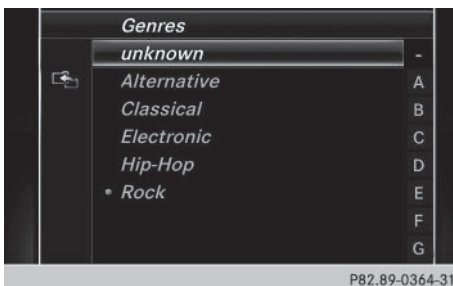 Genres
unknown -
Alternative A
Classical B
Electronic C
Hip-Hop D
• Rock E
F
G
P82.89-0364-31